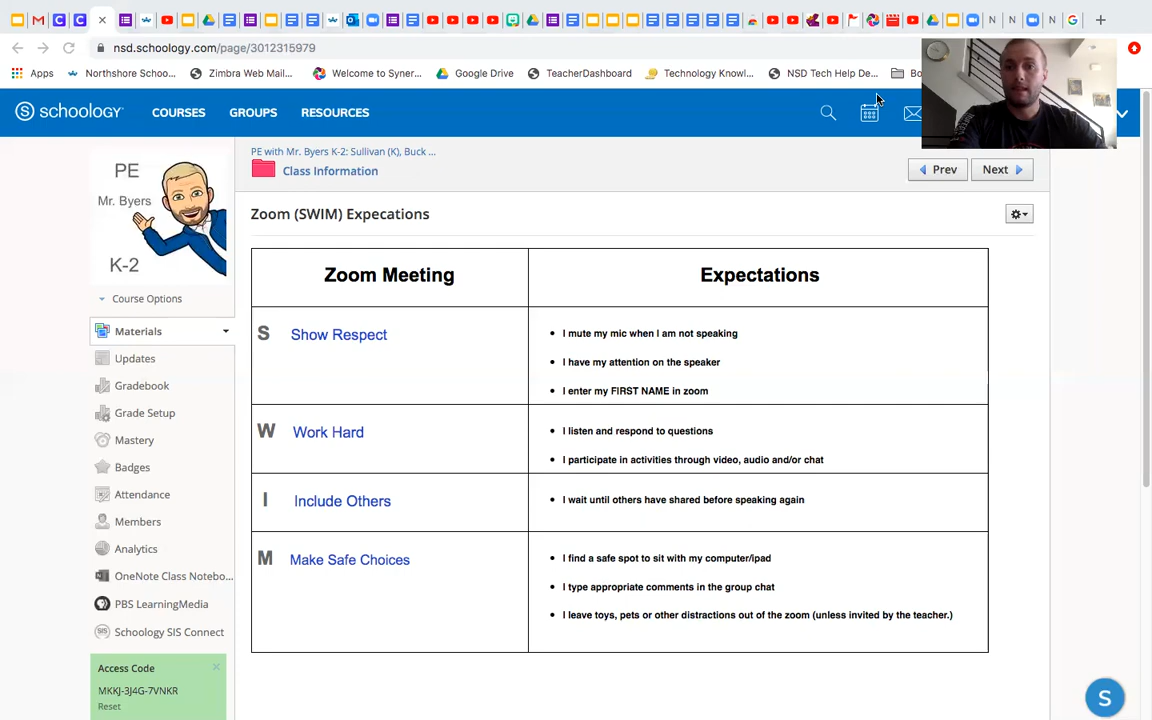 nsd.schoology.com/page/3012315979
Apps Northshore Schoo... Zimbra Web Mail... Welcome to Syner... Google Drive TeacherDashboard Technology Knowl... NSD Tech Help De... Bo
S schoology COURSES GROUPS RESOURCES
PE with Mr. Byers K-2: Sullivan (K), Buck ...
Class Information
Prev Next
PE
Mr. Byers
K-2
Course Options
Materials
Updates
Gradebook
Grade Setup
Mastery
Badges
Attendance
Members
Analytics
OneNote Class Notebo...
PBS LearningMedia
SIS Schoology SIS Connect
Access Code
MKKJ-3J4G-7VNKR
Reset
Zoom (SWIM) Expecations
Zoom Meeting Expectations
S Show Respect
• I mute my mic when I am not speaking
• I have my attention on the speaker
• I enter my FIRST NAME in zoom
W Work Hard
• I listen and respond to questions
• I participate in activities through video, audio and/or chat
I Include Others
• I wait until others have shared before speaking again
M Make Safe Choices
• I find a safe spot to sit with my computer/ipad
• I type appropriate comments in the group chat
• I leave toys, pets or other distractions out of the zoom (unless invited by the teacher.)
S